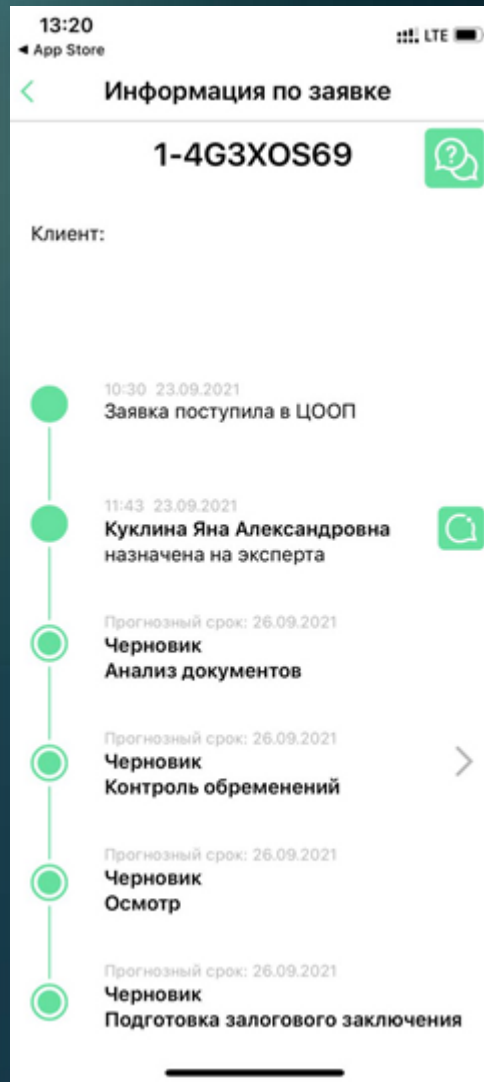 13:20
LTE
◄ App Store
Информация по заявке
1-4G3XOS69
Клиент:
10:30 23.09.2021
Заявка поступила в ЦООП
11:43 23.09.2021
Куклина Яна Александровна
назначена на эксперта
Прогнозный срок: 26.09.2021
Черновик
Анализ документов
Прогнозный срок: 26.09.2021
Черновик
Контроль обременений
Прогнозный срок: 26.09.2021
Черновик
Осмотр
Прогнозный срок: 26.09.2021
Черновик
Подготовка залогового заключения